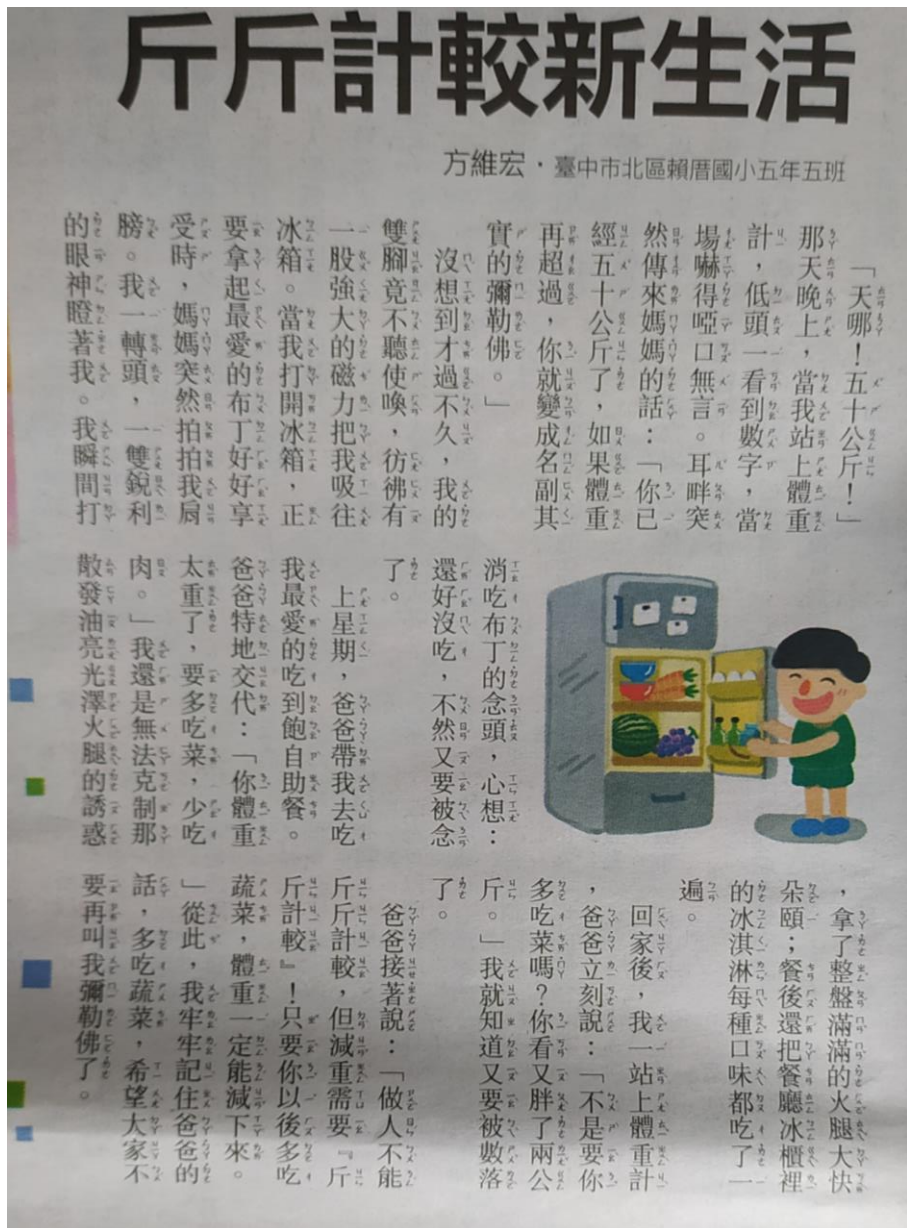 斤斤計較新生活
方維宏・臺中市北區賴厝國小五年五班
「天哪！五十公斤！」
那天晚上，當我站上體重
計，低頭一看到數字，當
場嚇得啞口無言。耳畔突
然傳來媽媽的話：「你已
經五十公斤了，如果體重
再超過，你就變成名副其
實的彌勒佛。」
沒想到才過不久，我的
雙腳竟不聽使喚，彷彿有
一股強大的磁力把我吸往
冰箱。當我打開冰箱，正
要拿起最愛的布丁好好享
受時，媽媽突然拍拍我肩
膀。我一轉頭，一雙銳利
的眼神瞪著我。我瞬間打
消吃布丁的念頭，心想：
還好沒吃，不然又要被念
了。
上星期，爸爸帶我去吃
我最愛的吃到飽自助餐。
爸爸特地交代：「你體重
太重了，要多吃菜，少吃
肉。」我還是無法克制那
散發油亮光澤火腿的誘惑
，拿了整盤滿滿的火腿大快
朵頤；餐後還把餐廳冰櫃裡
的冰淇淋每種口味都吃了一
遍。
回家後，我一站上體重計
，爸爸立刻說：「不是要你
多吃菜嗎？你看又胖了兩公
斤。」我就知道又要被數落
了。
爸爸接著說：「做人不能
斤斤計較，但減重需要『斤
斤計較』！只要你以後多吃
蔬菜，體重一定能減下來。
」從此，我牢牢記住爸爸的
話，多吃蔬菜，希望大家不
要再叫我彌勒佛了。